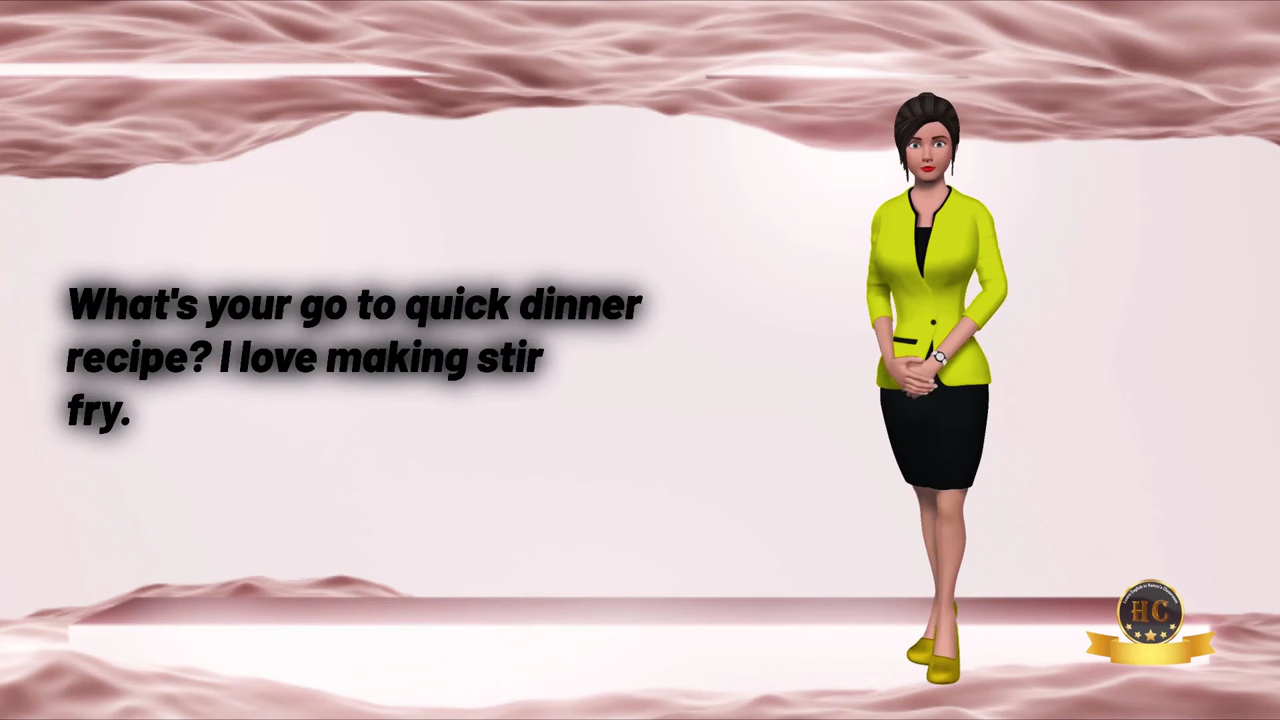 What's your go to quick dinner
recipe? I love making stir
fry.
HC